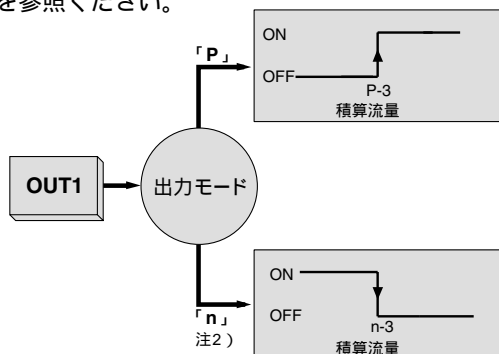 を参照ください。
「P」
ON
OFF
P-3
積算流量
OUT1
出力モード
「n」
注2）
ON
OFF
n-3
積算流量